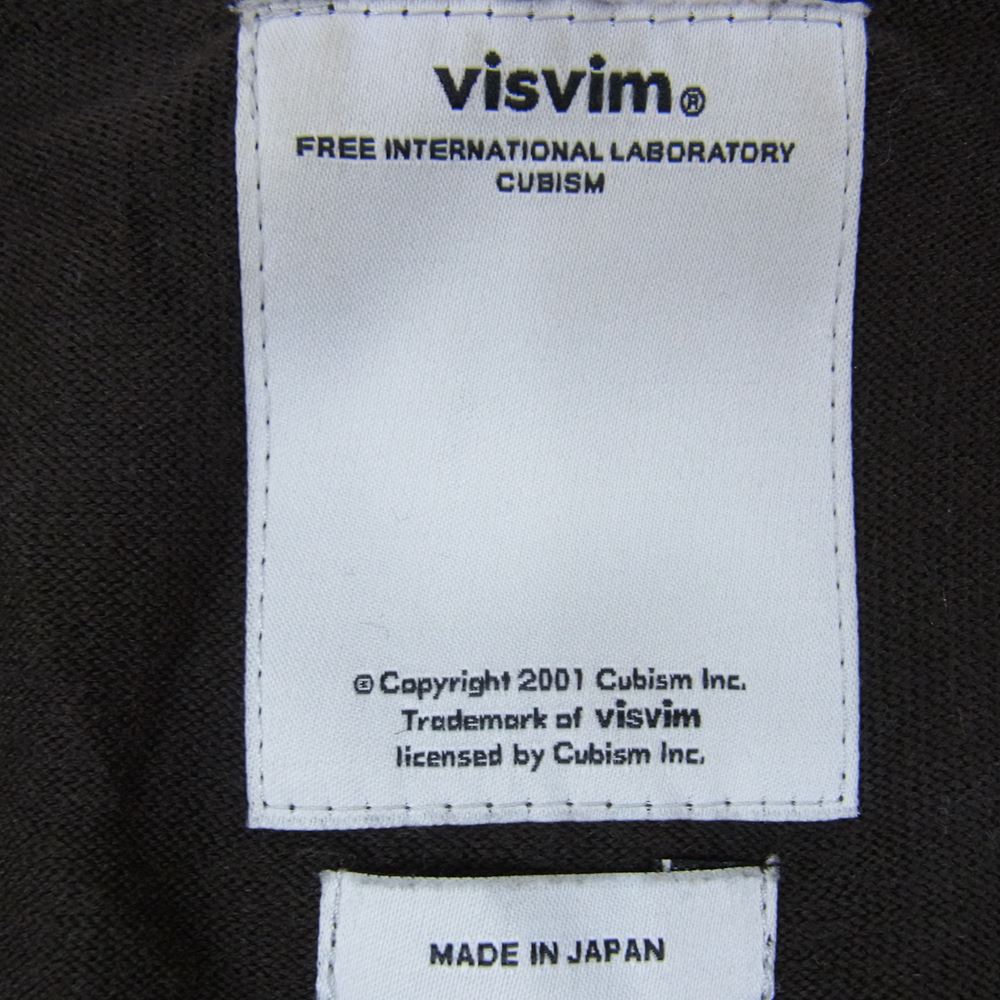 visvim®
FREE INTERNATIONAL LABORATORY
CUBISM
© Copyright 2001 Cubism Inc.
Trademark of visvim
licensed by Cubism Inc.
MADE IN JAPAN